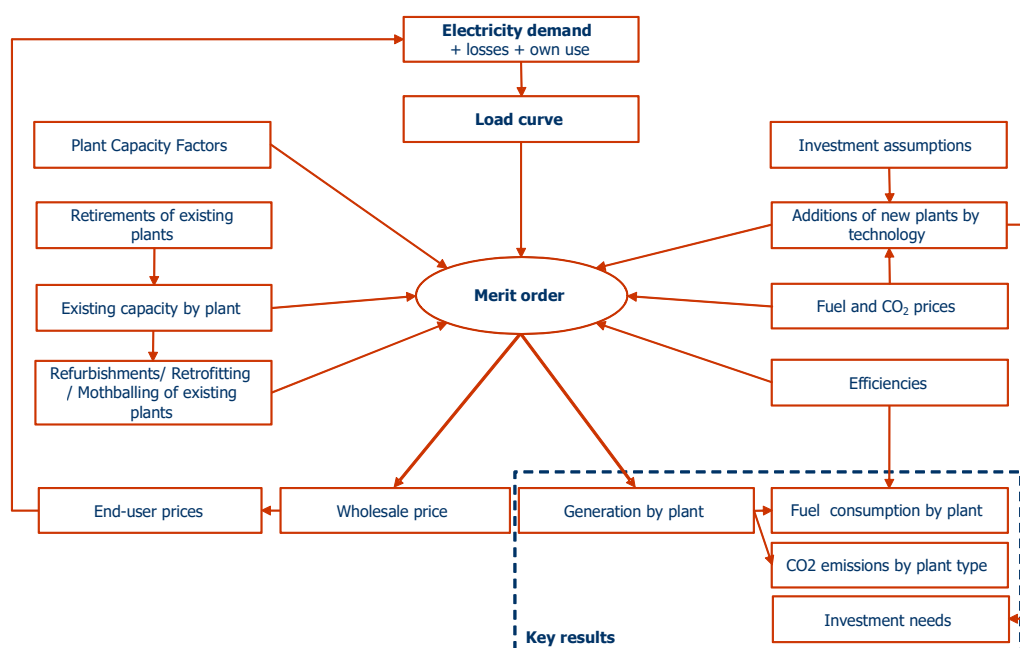 Electricity demand
+ losses + own use
Load curve
Plant Capacity Factors
Investment assumptions
Retirements of existing
plants
Additions of new plants by
technology
Merit order
Existing capacity by plant
Fuel and CO₂ prices
Refurbishments/ Retrofitting
/ Mothballing of existing
plants
Efficiencies
End-user prices
Wholesale price
Generation by plant
Fuel  consumption by plant
CO2 emissions by plant type
Investment needs
Key results